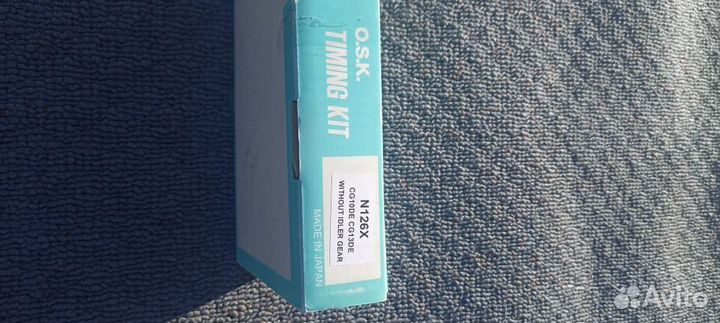 O.S.K.
TIMING KIT
N126X
CG10DE CG13DE
WITHOUT IDLER GEAR
MADE IN JAPAN
Avito